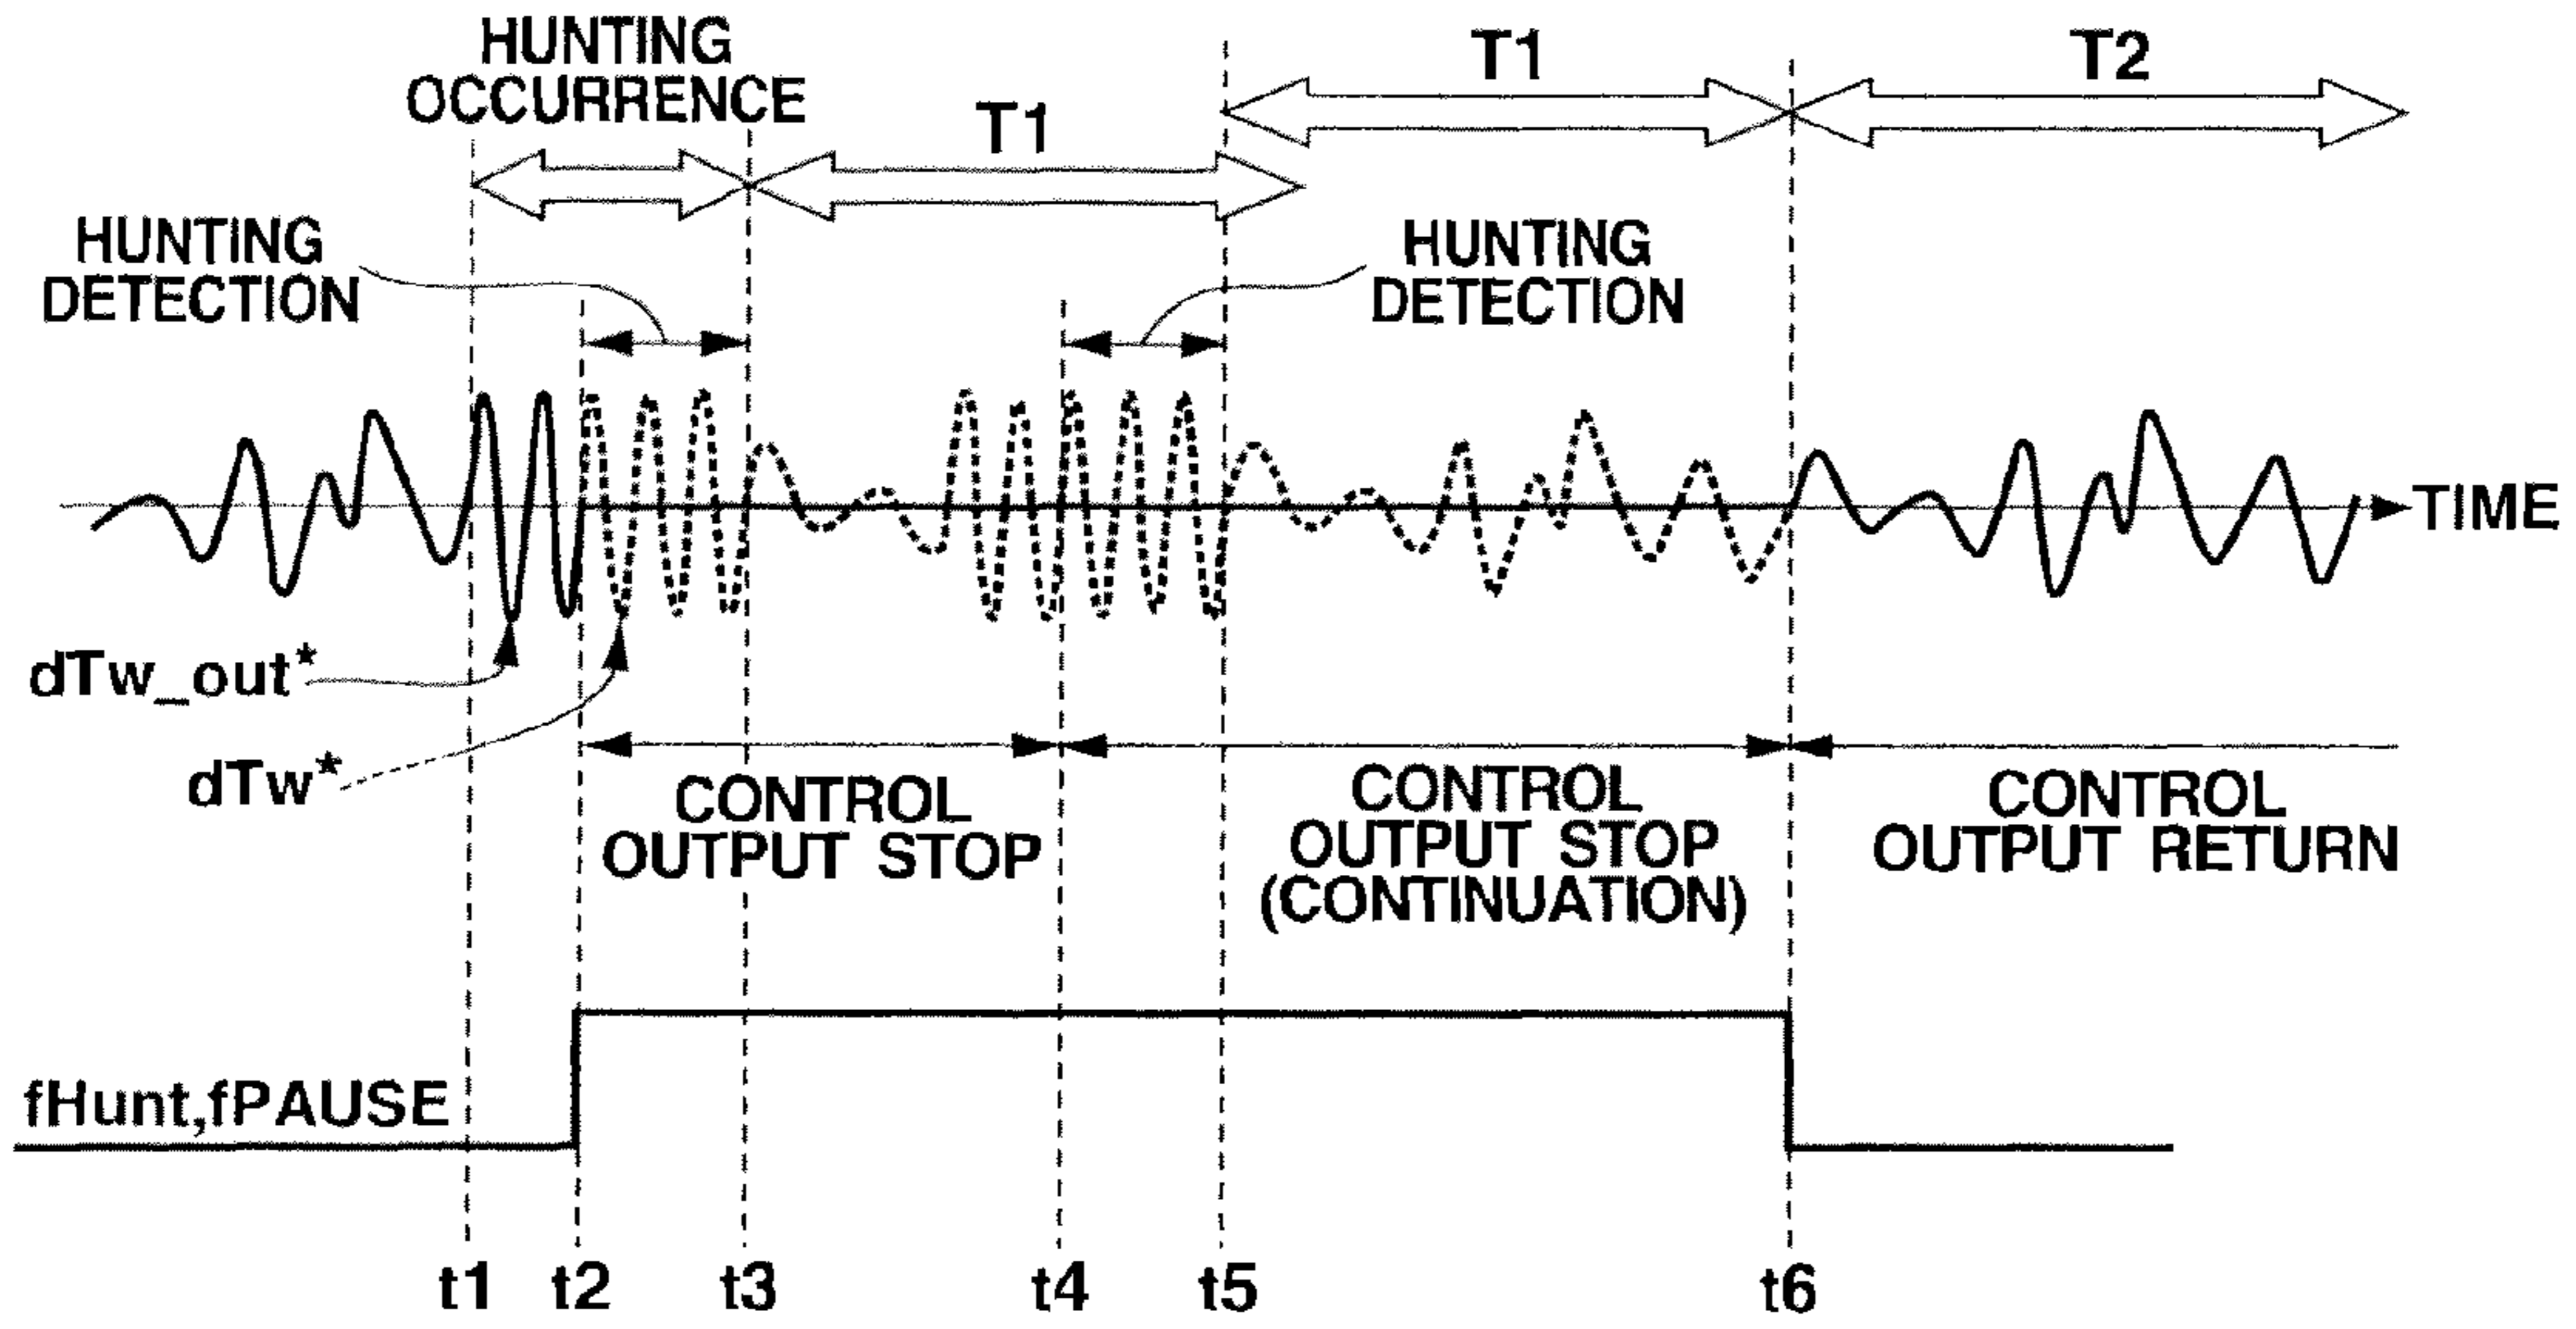 HUNTING
OCCURRENCE
T1
T1
T2
HUNTING
DETECTION
HUNTING
DETECTION
TIME
dTw_out*
dTw*
CONTROL
OUTPUT STOP
CONTROL
OUTPUT STOP
(CONTINUATION)
CONTROL
OUTPUT RETURN
fHunt,fPAUSE
t1 t2 t3 t4 t5 t6